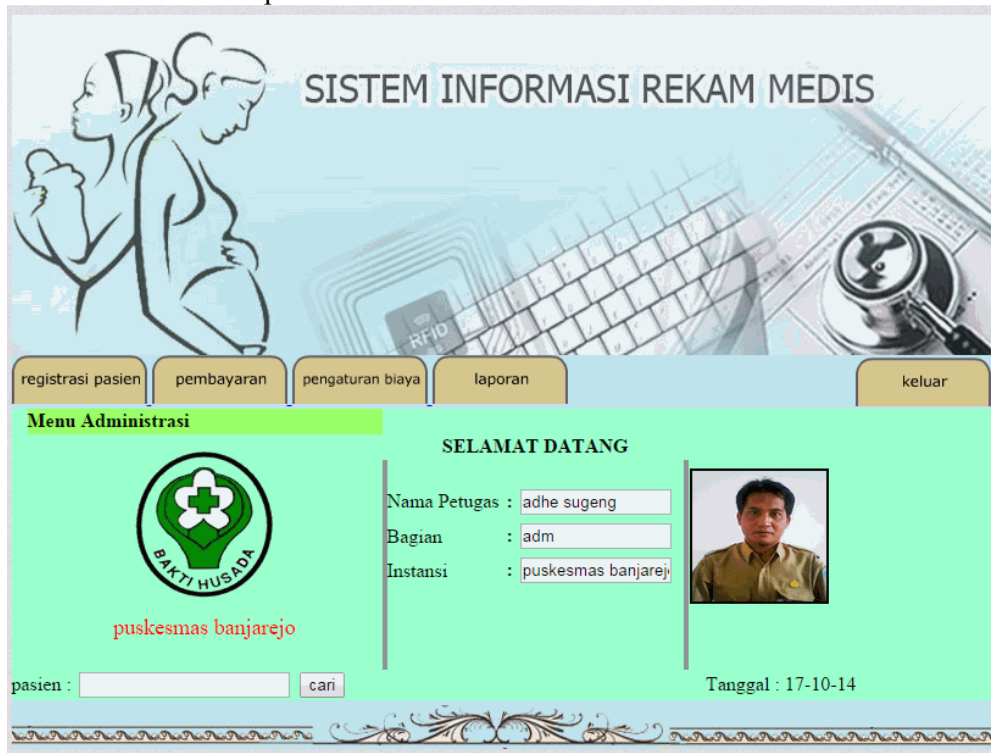 SISTEM INFORMASI REKAM MEDIS
RFID
registrasi pasien
pembayaran
pengaturan biaya
laporan
keluar
Menu Administrasi
SELAMAT DATANG
BAKTI HUSADA
Nama Petugas : adhe sugeng
Bagian : adm
Instansi : puskesmas banjarej
puskesmas banjarejo
pasien : cari
Tanggal : 17-10-14